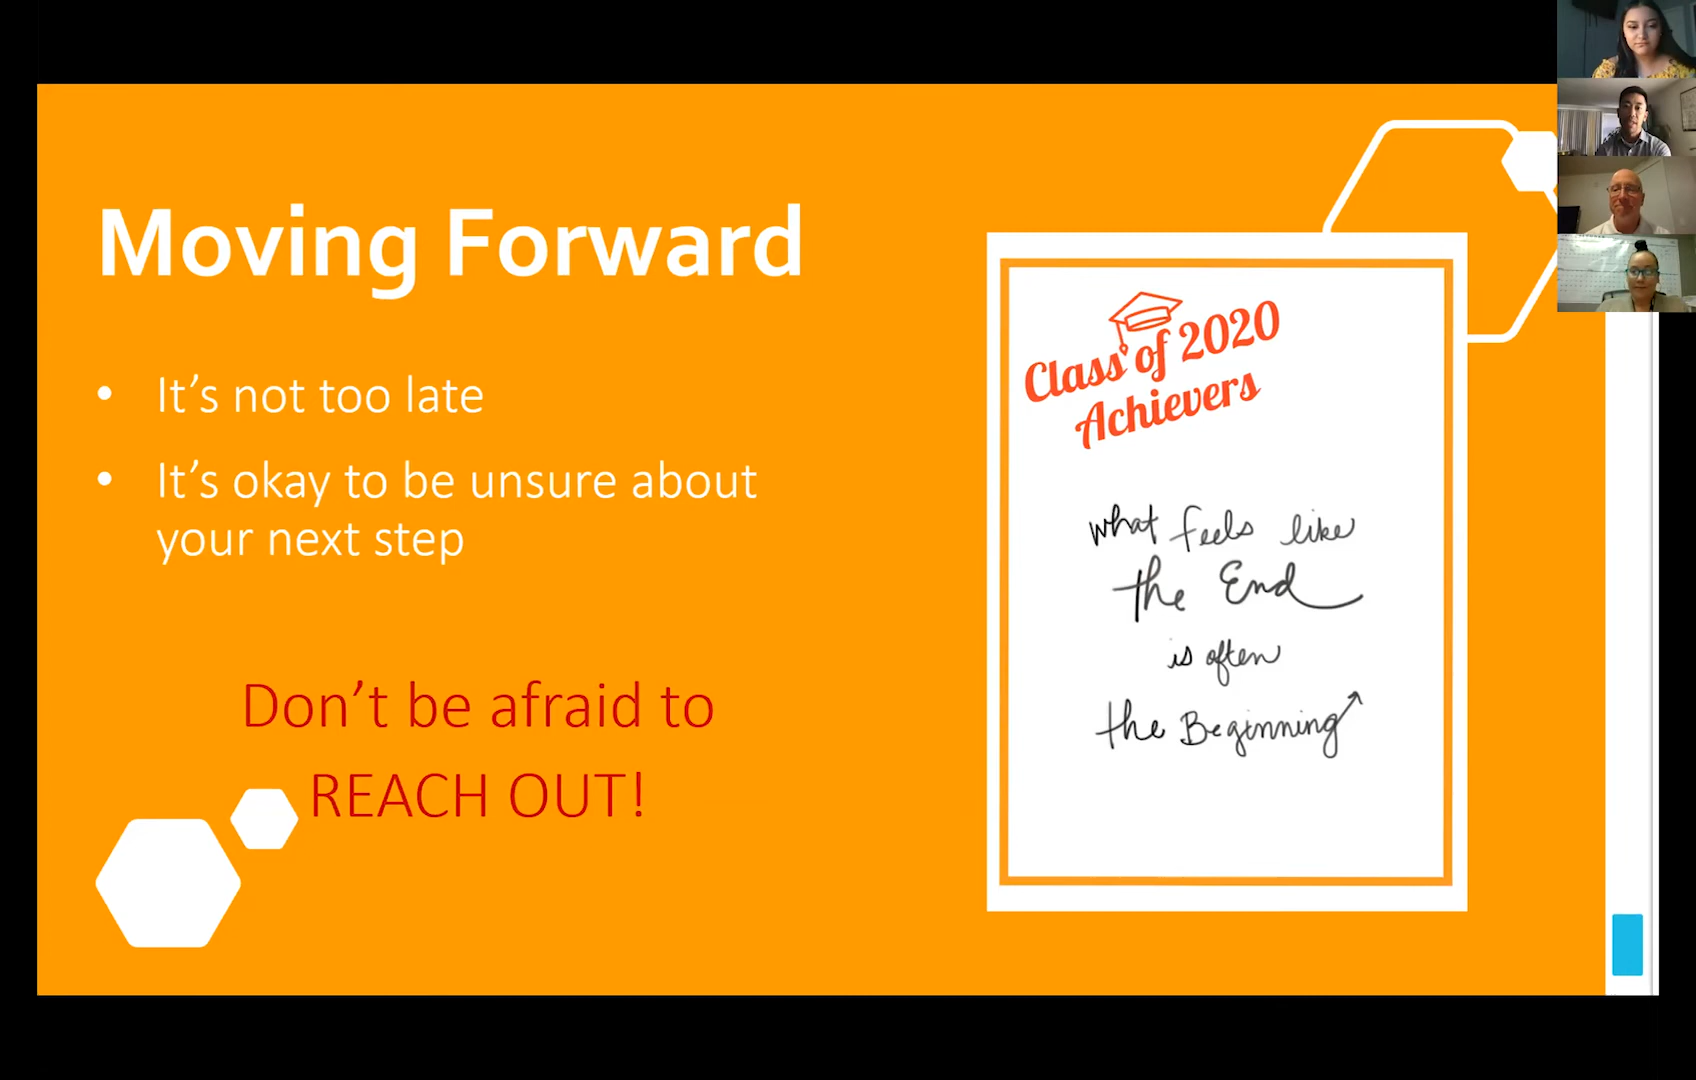 Moving Forward
• It's not too late
• It's okay to be unsure about
your next step
Don't be afraid to
REACH OUT!
Class of 2020
Achievers
what feels like
the End
is often
the Beginning